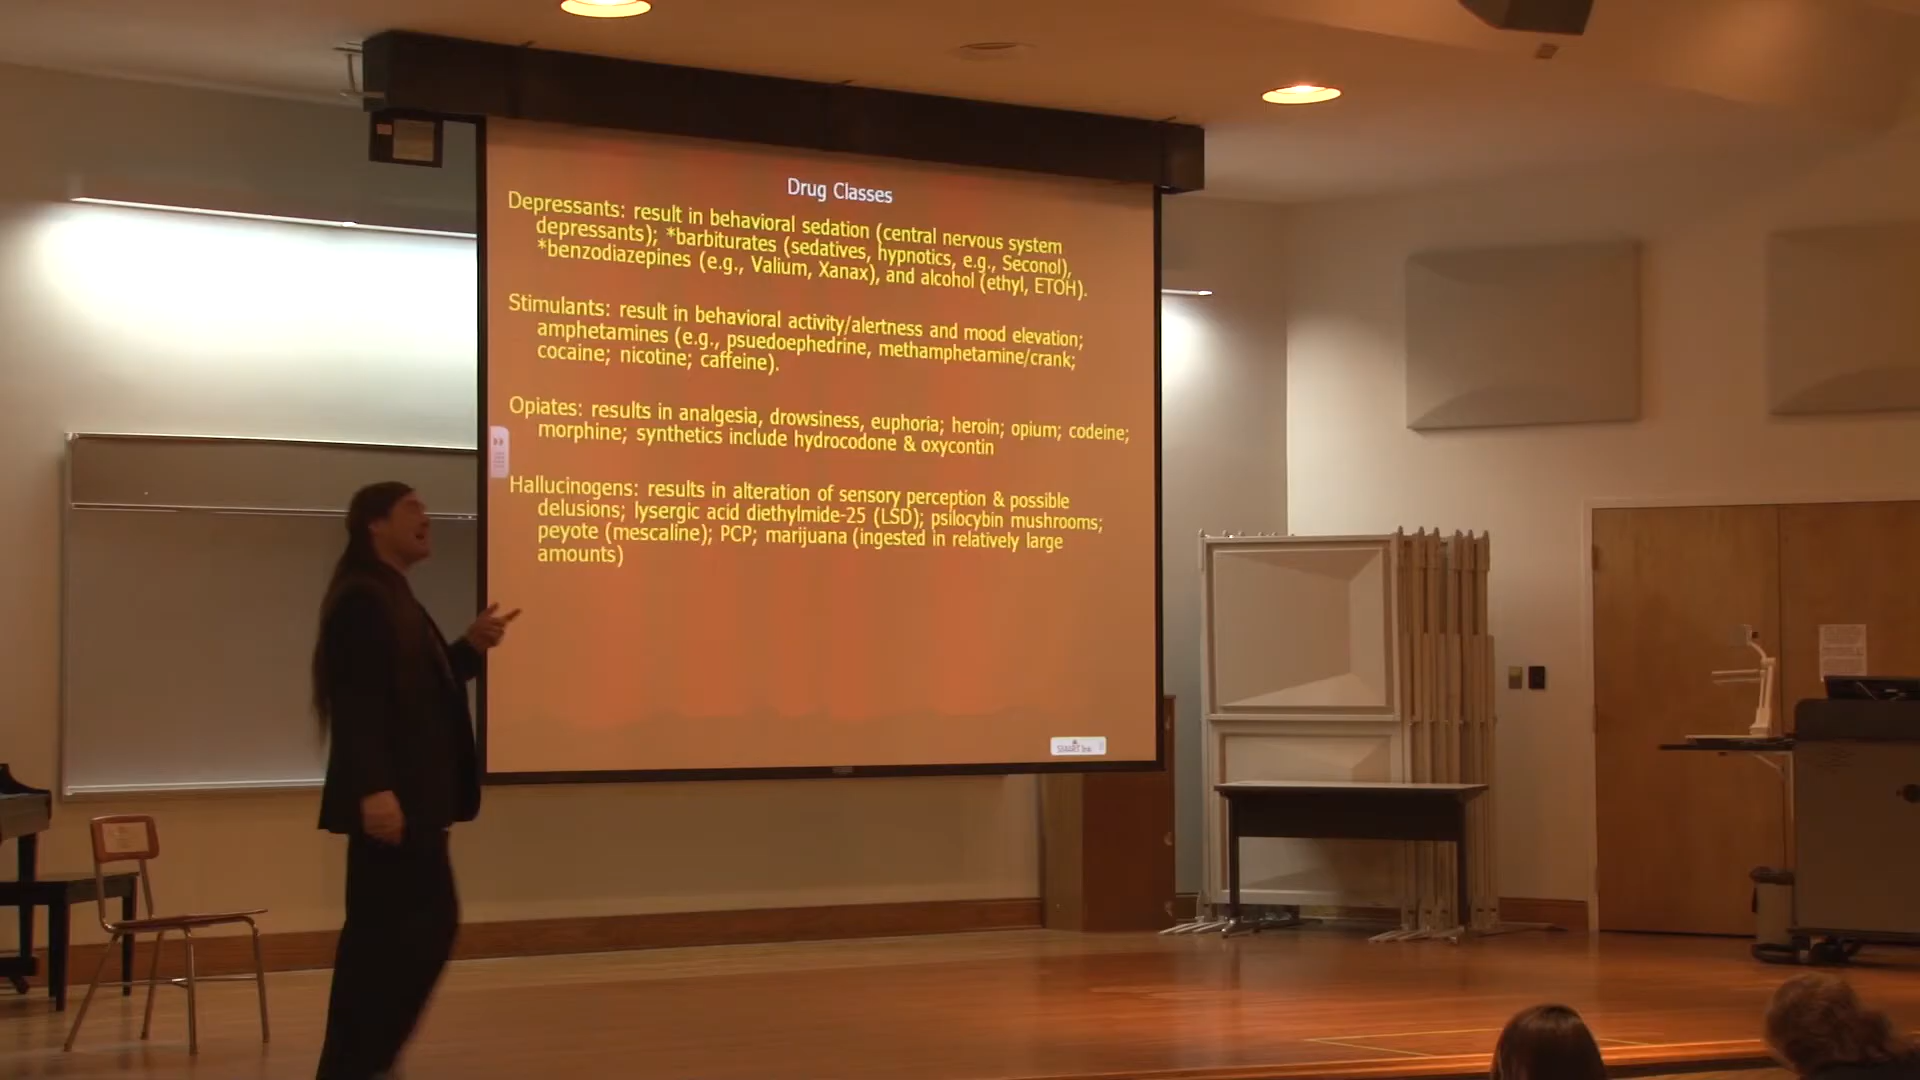 Drug Classes
Depressants: result in behavioral sedation (central nervous system
depressants); *barbiturates (sedatives, hypnotics, e.g., Seconol),
*benzodiazepines (e.g., Valium, Xanax), and alcohol (ethyl, ETOH).
Stimulants: result in behavioral activity/alertness and mood elevation;
amphetamines (e.g., psuedoephedrine, methamphetamine/crank;
cocaine; nicotine; caffeine).
Opiates: results in analgesia, drowsiness, euphoria; heroin; opium; codeine;
morphine; synthetics include hydrocodone & oxycontin
Hallucinogens: results in alteration of sensory perception & possible
delusions; lysergic acid diethylmide-25 (LSD); psilocybin mushrooms;
peyote (mescaline); PCP; marijuana (ingested in relatively large
amounts)
SMART Ink